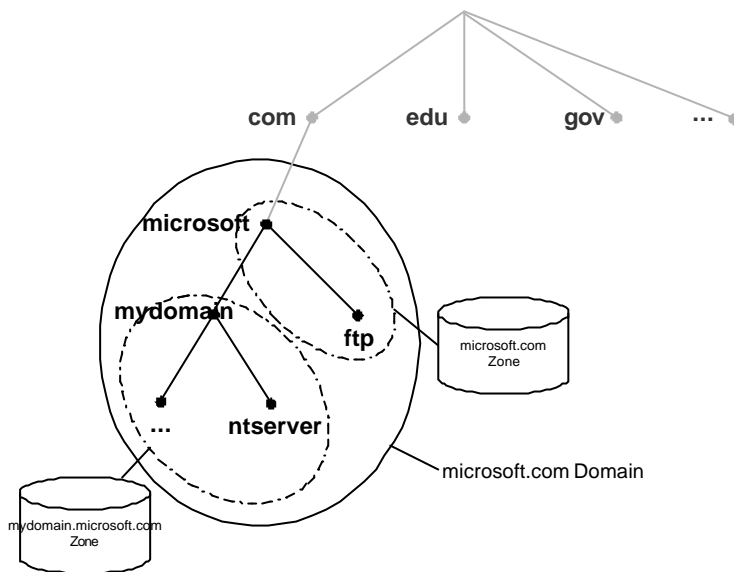 com
edu
gov
...
microsoft
mydomain
ftp
microsoft.com
Zone
...
ntserver
microsoft.com Domain
mydomain.microsoft.com
Zone